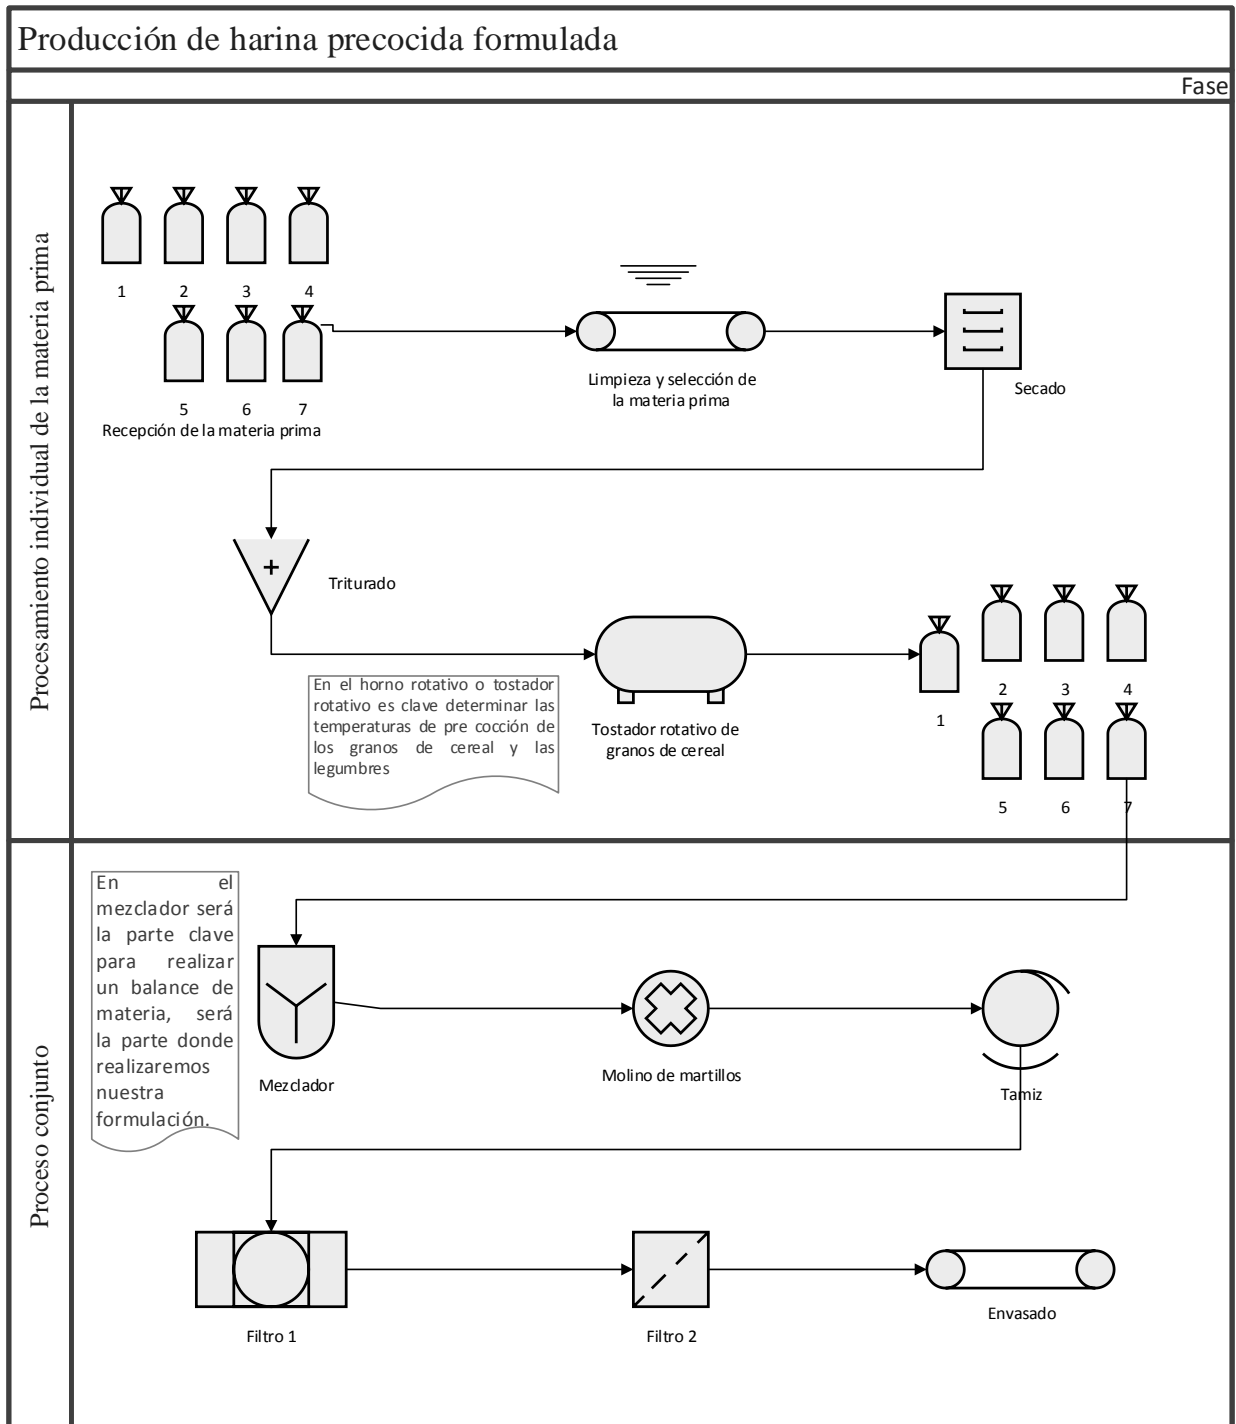 Producción de harina precocida formulada
Fase
Procesamiento individual de la materia prima
1 2 3 4
5 6 7
Recepción de la materia prima
Limpieza y selección de
la materia prima
Secado
Triturado
En el horno rotativo o tostador
rotativo es clave determinar las
temperaturas de pre cocción de
los granos de cereal y las
legumbres
Tostador rotativo de
granos de cereal
1
2 3 4
5 6 7
Proceso conjunto
En el
mezclador será
la parte clave
para realizar
un balance de
materia, será
la parte donde
realizaremos
nuestra
formulación.
Mezclador
Molino de martillos
Tamiz
Filtro 1
Filtro 2
Envasado